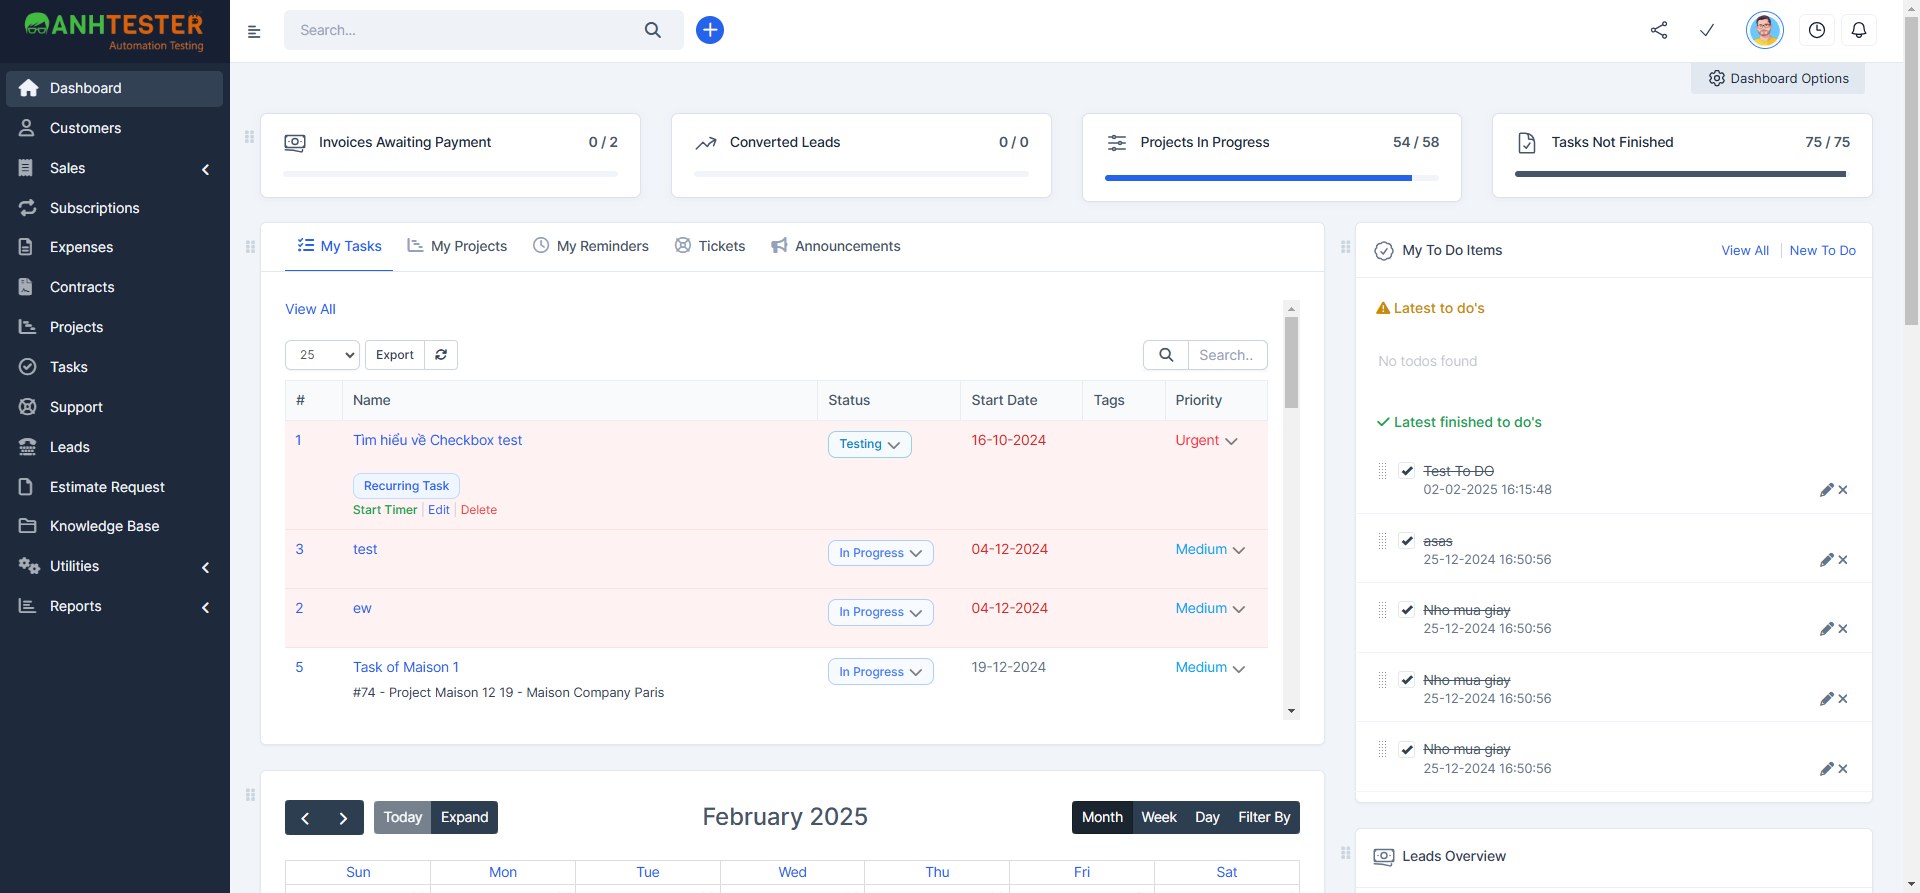 ANHTESTER
Automation Testing
Search...
Dashboard Options
Dashboard
Customers
Sales
Subscriptions
Expenses
Contracts
Projects
Tasks
Support
Leads
Estimate Request
Knowledge Base
Utilities
Reports
Invoices Awaiting Payment 0 / 2
Converted Leads 0 / 0
Projects In Progress 54 / 58
Tasks Not Finished 75 / 75
My Tasks My Projects My Reminders Tickets Announcements
View All
25 Export Search..
# Name Status Start Date Tags Priority
1 Tìm hiểu về Checkbox test Testing 16-10-2024 Urgent
Recurring Task
Start Timer | Edit | Delete
3 test In Progress 04-12-2024 Medium
2 ew In Progress 04-12-2024 Medium
5 Task of Maison 1 In Progress 19-12-2024 Medium
#74 - Project Maison 12 19 - Maison Company Paris
My To Do Items View All New To Do
Latest to do's
No todos found
Latest finished to do's
Test To DO
02-02-2025 16:15:48
asas
25-12-2024 16:50:56
Nho mua giay
25-12-2024 16:50:56
Nho mua giay
25-12-2024 16:50:56
Nho mua giay
25-12-2024 16:50:56
Today Expand February 2025 Month Week Day Filter By
Sun Mon Tue Wed Thu Fri Sat
Leads Overview